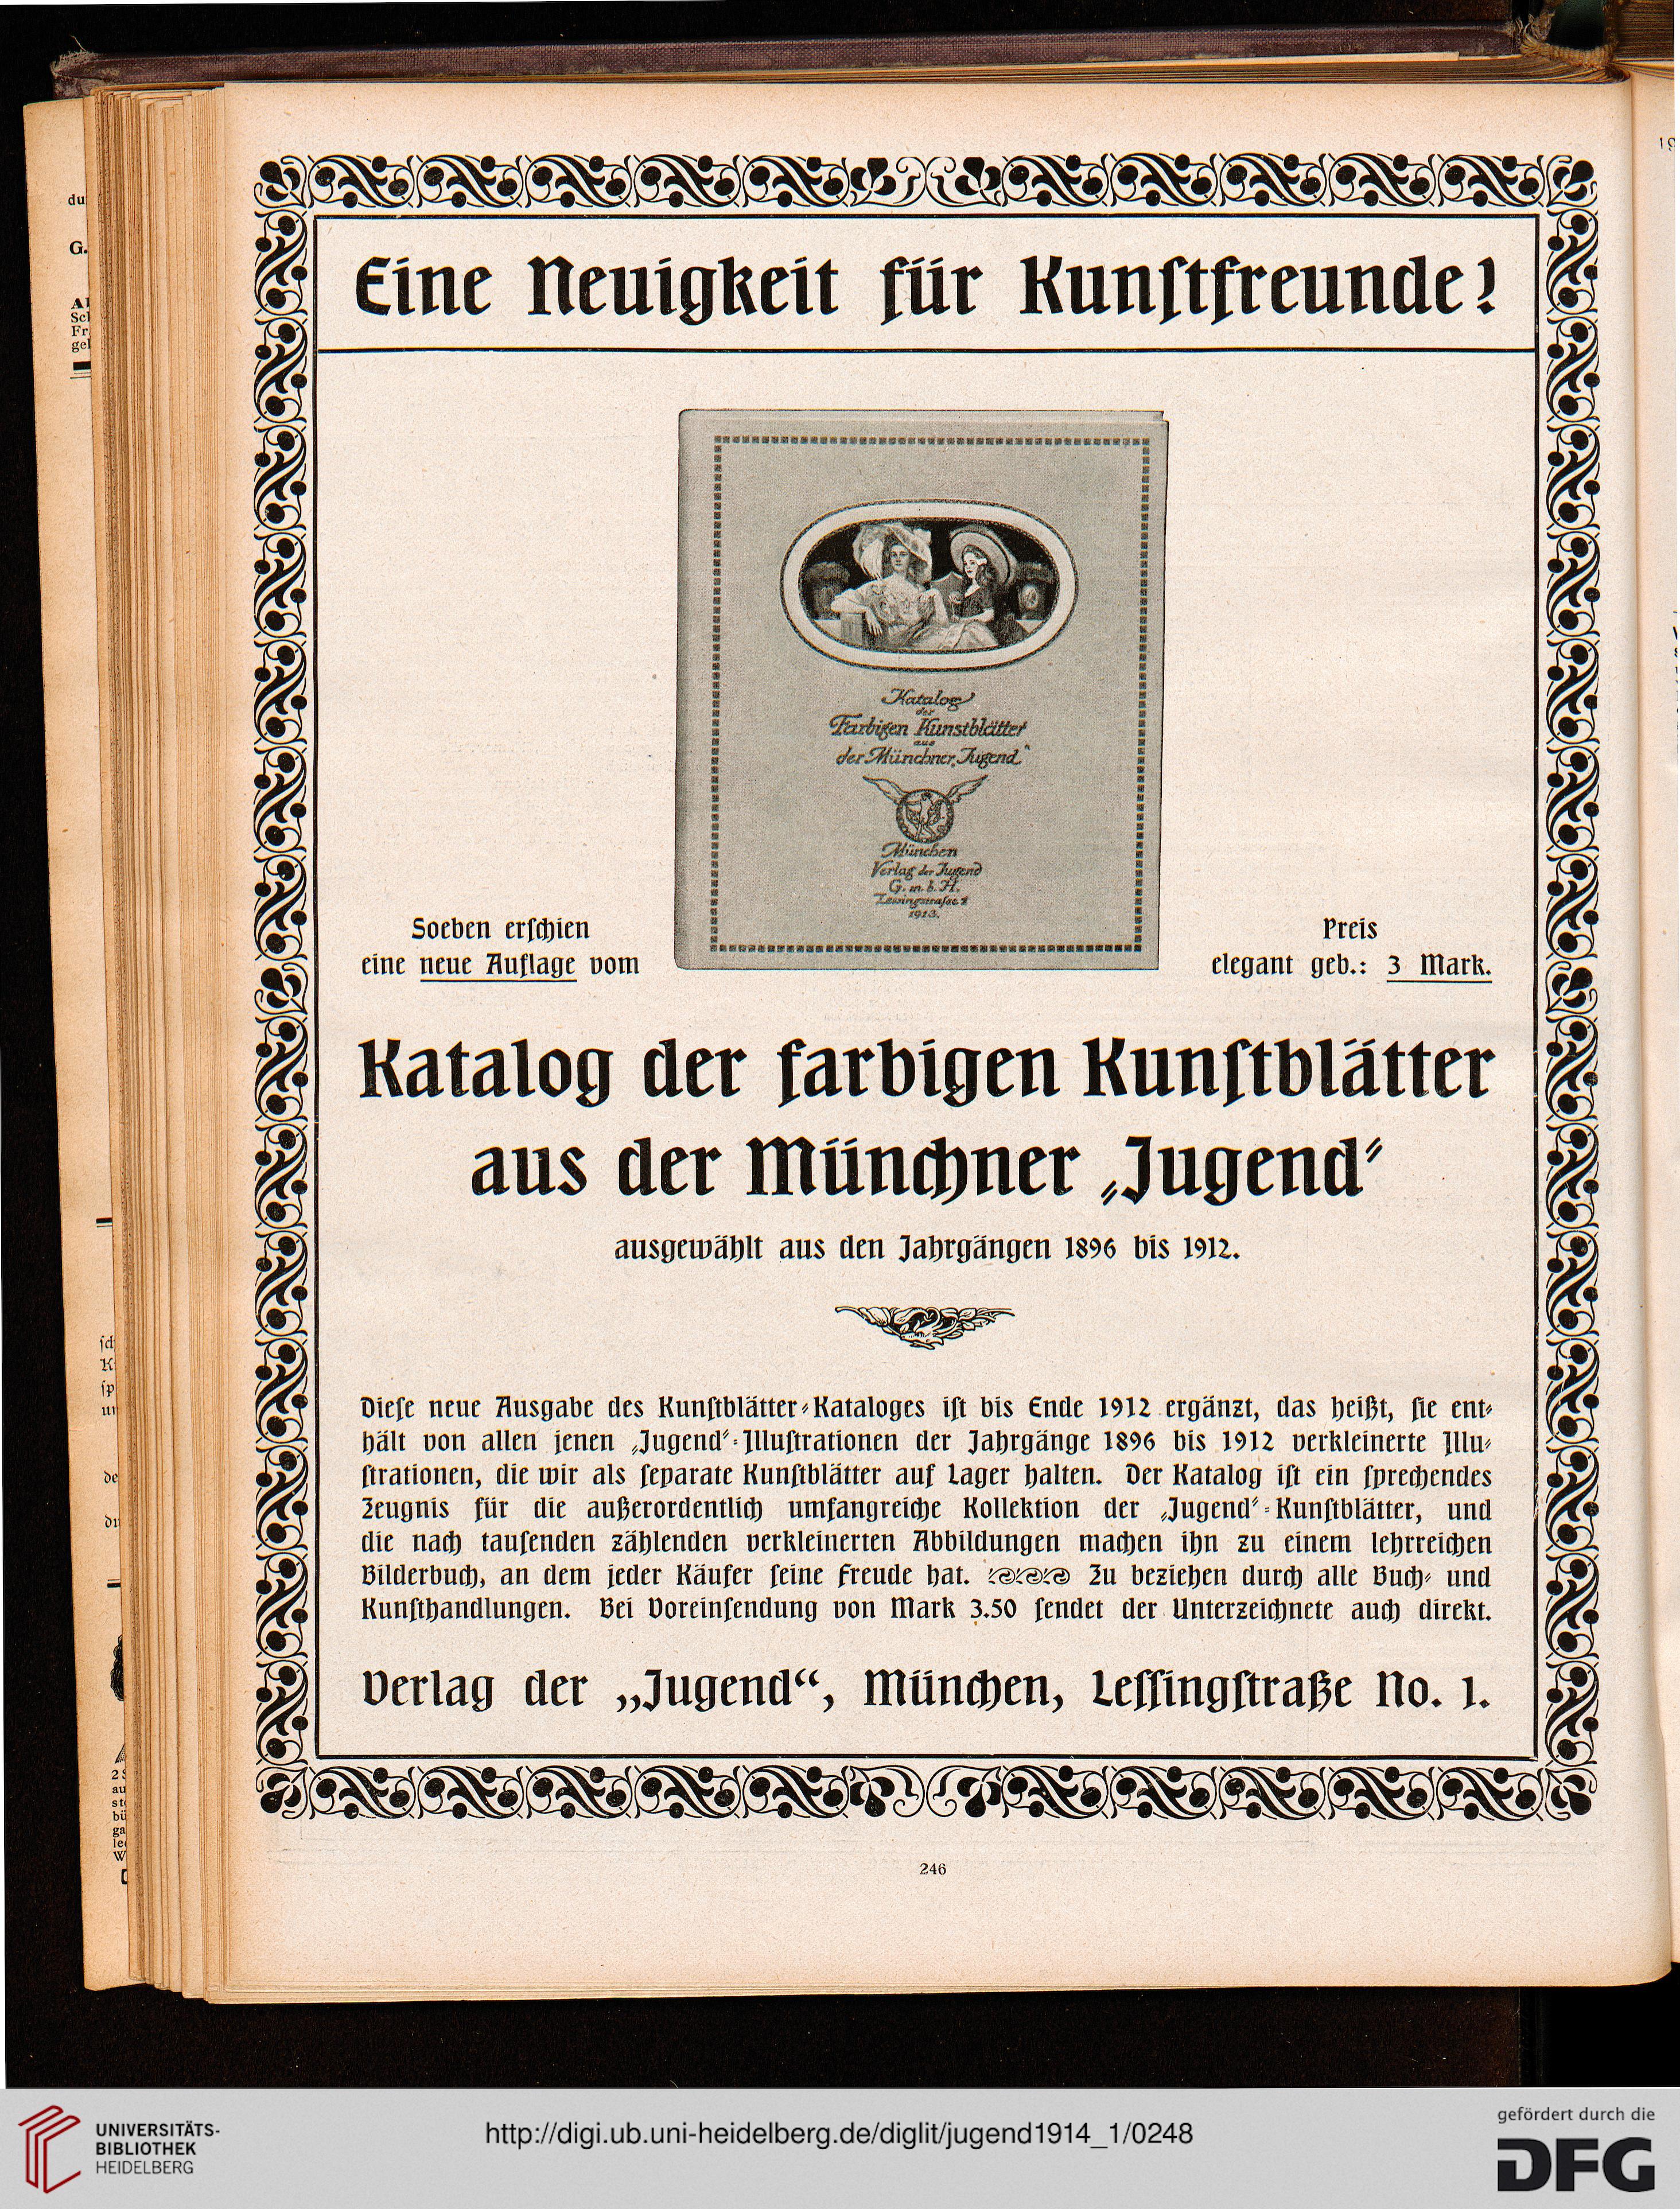 Eine Neuigkeit für Kunſtfreunde!
Katalog
der
Farbigen Kunstblätter
aus
der Münchner „Jugend“
München
Verlag der Jugend
G. m. b. H.
Lessingstrasse 1
1913.
Soeben erſchien
eine neue Auflage vom
Preis
elegant geb.: 3 Mark.
Katalog der farbigen Kunſtblätter
aus der Münchner „Jugend“
ausgewählt aus den Jahrgängen 1896 bis 1912.
Dieſe neue Ausgabe des Kunſtblätter-Kataloges iſt bis Ende 1912 ergänzt, das heißt, ſie ent-
hält von allen jenen „Jugend“-Illuſtrationen der Jahrgänge 1896 bis 1912 verkleinerte Illu-
ſtrationen, die wir als ſeparate Kunſtblätter auf Lager halten. Der Katalog iſt ein ſprechendes
Zeugnis für die außerordentlich umfangreiche Kollektion der „Jugend“-Kunſtblätter, und
die nach tauſenden zählenden verkleinerten Abbildungen machen ihn zu einem lehrreichen
Bilderbuch, an dem jeder Käufer ſeine Freude hat. Zu beziehen durch alle Buch- und
Kunſthandlungen. Bei Voreinſendung von Mark 3.50 ſendet der Unterzeichnete auch direkt.
Verlag der „Jugend“, München, Leſſingſtraße No. 1.
246
UNIVERSITÄTS-
BIBLIOTHEK
HEIDELBERG
http://digi.ub.uni-heidelberg.de/diglit/jugend1914_1/0248
gefördert durch die
DFG